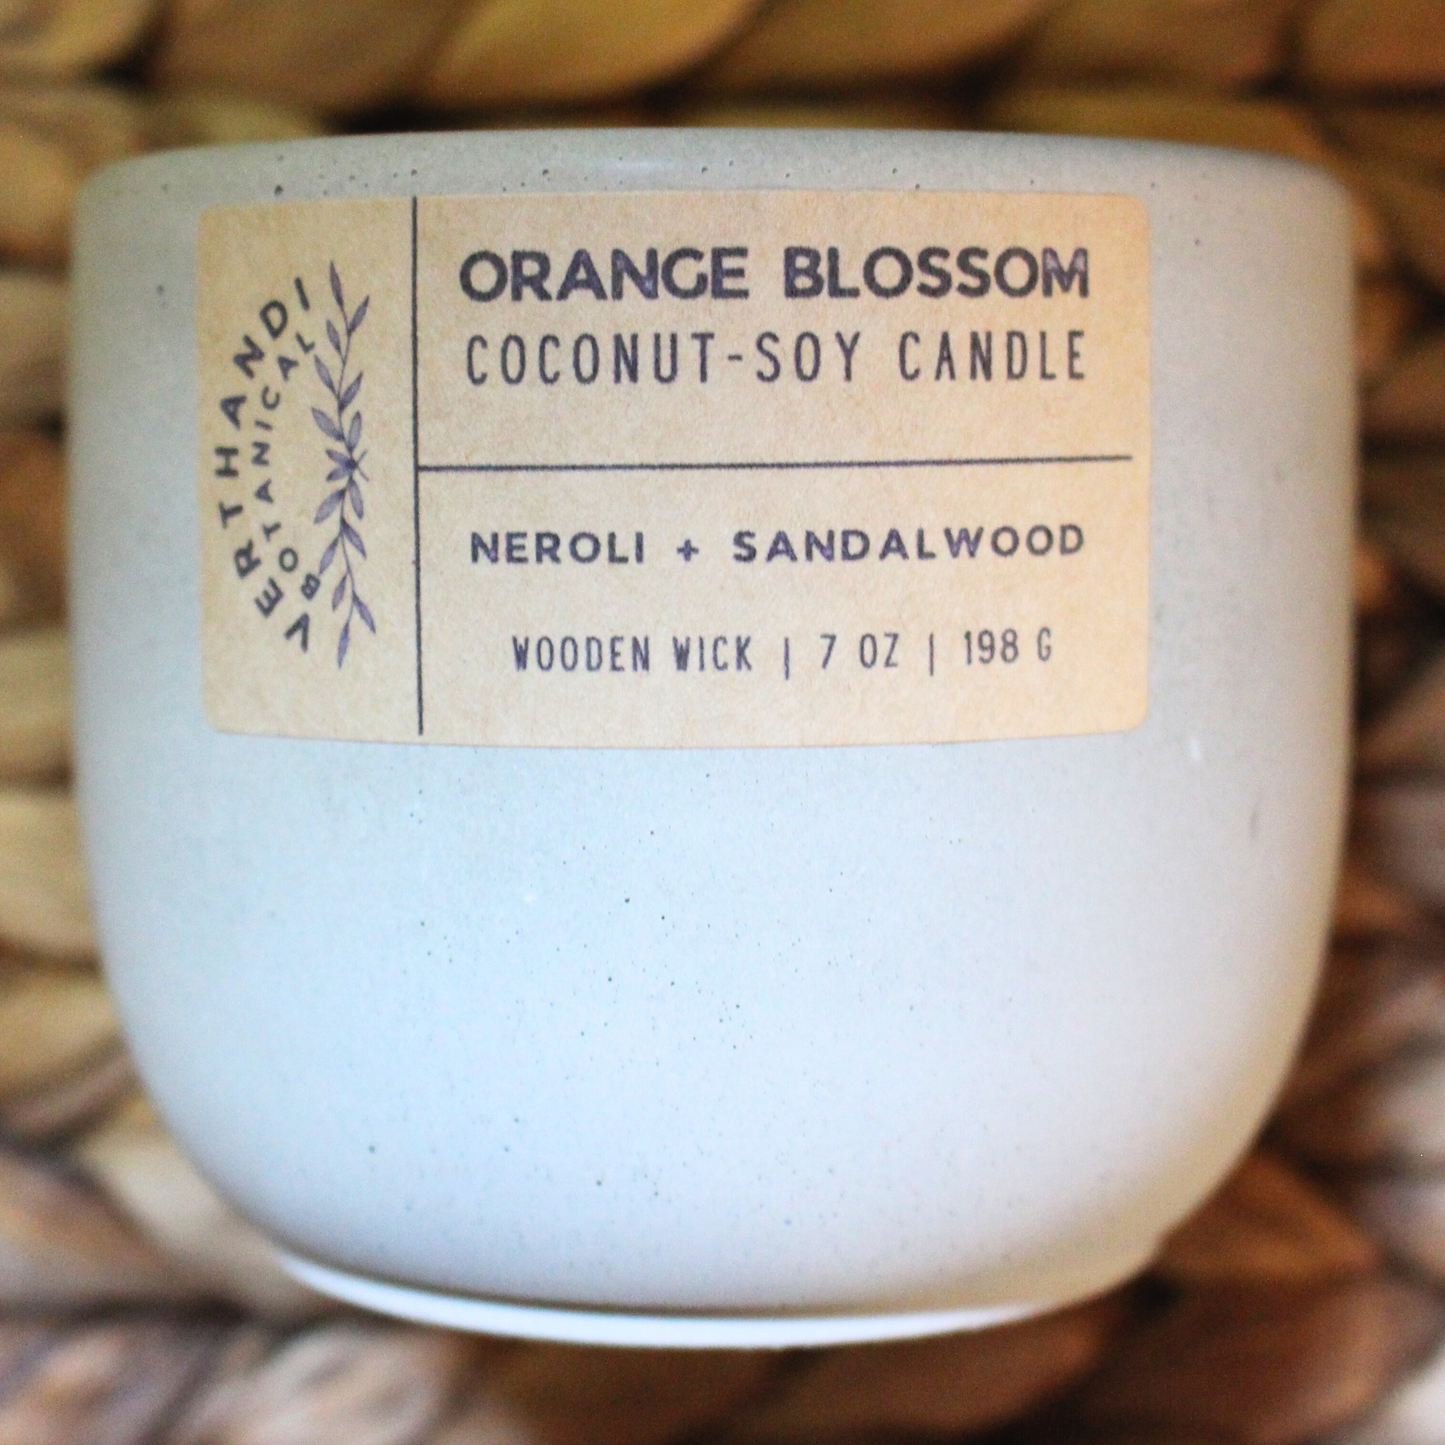 VERTHANDI
BOTANICAL
ORANGE BLOSSOM
COCONUT-SOY CANDLE
NEROLI + SANDALWOOD
WOODEN WICK | 7 OZ | 198 G